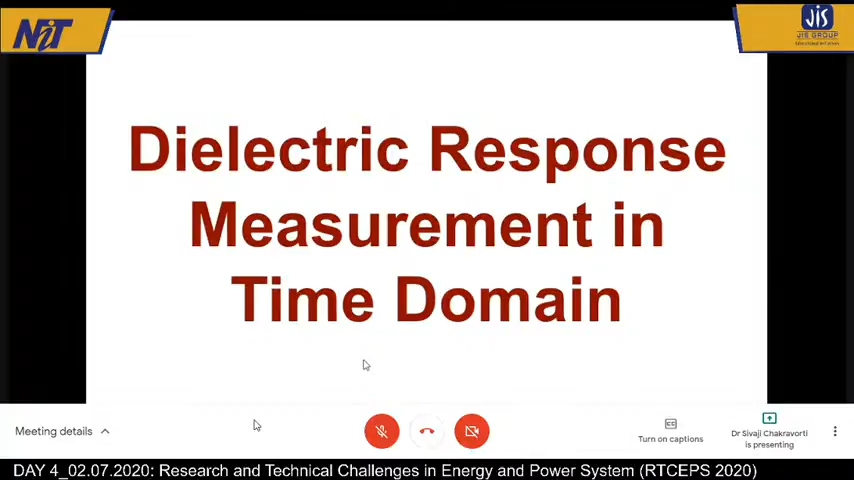 NiT
JIS
JIS GROUP
Dielectric Response
Measurement in
Time Domain
Meeting details
Turn on captions
Dr Sivaji Chakravorti
is presenting
DAY 4_02.07.2020: Research and Technical Challenges in Energy and Power System (RTCEPS 2020)